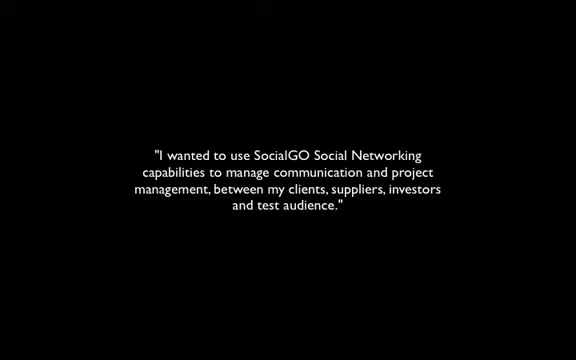 "I wanted to use SocialGO Social Networking
capabilities to manage communication and project
management, between my clients, suppliers, investors
and test audience."